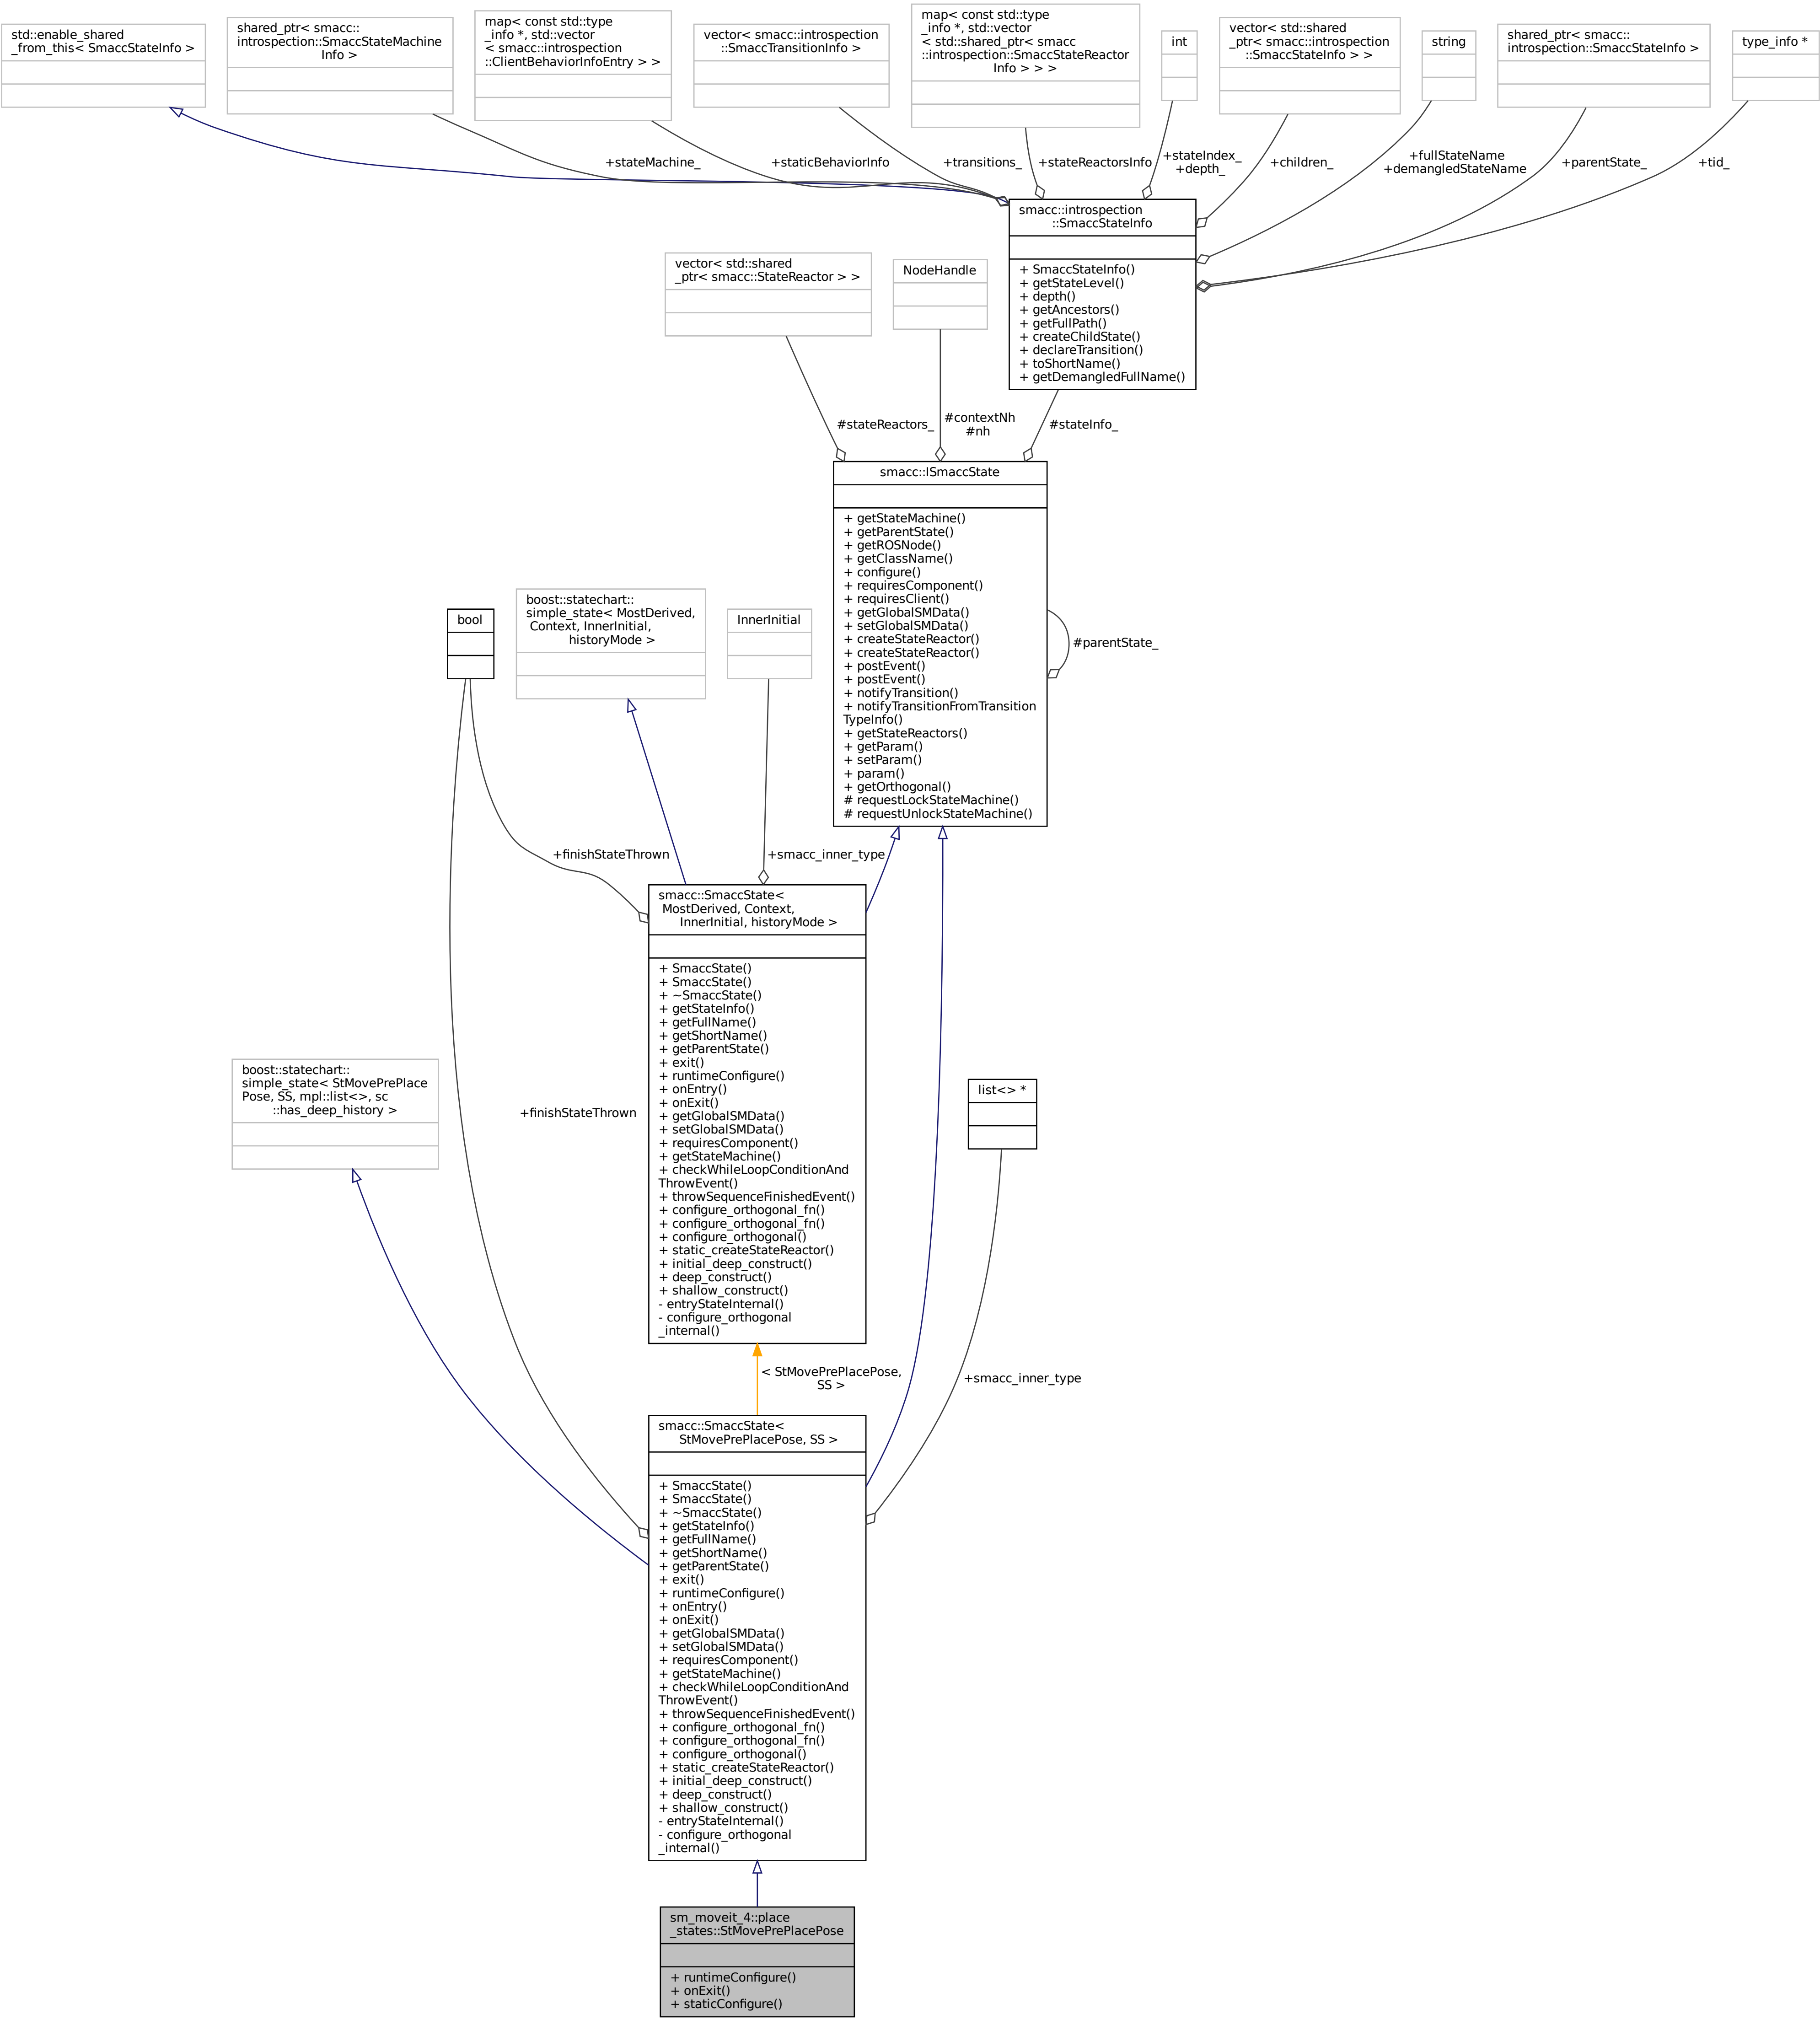 std::enable_shared
_from_this< SmaccStateInfo >
shared_ptr< smacc::
introspection::SmaccStateMachine
Info >
map< const std::type
_info *, std::vector
< smacc::introspection
::ClientBehaviorInfoEntry > >
vector< smacc::introspection
::SmaccTransitionInfo >
map< const std::type
_info *, std::vector
< std::shared_ptr< smacc
::introspection::SmaccStateReactor
Info > > >
int
vector< std::shared
_ptr< smacc::introspection
::SmaccStateInfo > >
string
shared_ptr< smacc::
introspection::SmaccStateInfo >
type_info *
+stateMachine_
+staticBehaviorInfo
+transitions_
+stateReactorsInfo
+stateIndex_
+depth_
+children_
+fullStateName
+demangledStateName
+parentState_
+tid_
smacc::introspection
::SmaccStateInfo
+ SmaccStateInfo()
+ getStateLevel()
+ depth()
+ getAncestors()
+ getFullPath()
+ createChildState()
+ declareTransition()
+ toShortName()
+ getDemangledFullName()
vector< std::shared
_ptr< smacc::StateReactor > >
NodeHandle
#stateReactors_
#contextNh
#nh
#stateInfo_
smacc::ISmaccState
+ getStateMachine()
+ getParentState()
+ getROSNode()
+ getClassName()
+ configure()
+ requiresComponent()
+ requiresClient()
+ getGlobalSMData()
+ setGlobalSMData()
+ createStateReactor()
+ createStateReactor()
+ postEvent()
+ postEvent()
+ notifyTransition()
+ notifyTransitionFromTransition
TypeInfo()
+ getStateReactors()
+ getParam()
+ setParam()
+ param()
+ getOrthogonal()
# requestLockStateMachine()
# requestUnlockStateMachine()
#parentState_
bool
boost::statechart::
simple_state< MostDerived,
Context, InnerInitial,
historyMode >
InnerInitial
+finishStateThrown
+smacc_inner_type
smacc::SmaccState<
MostDerived, Context,
InnerInitial, historyMode >
+ SmaccState()
+ SmaccState()
+ ~SmaccState()
+ getStateInfo()
+ getFullName()
+ getShortName()
+ getParentState()
+ exit()
+ runtimeConfigure()
+ onEntry()
+ onExit()
+ getGlobalSMData()
+ setGlobalSMData()
+ requiresComponent()
+ getStateMachine()
+ checkWhileLoopConditionAnd
ThrowEvent()
+ throwSequenceFinishedEvent()
+ configure_orthogonal_fn()
+ configure_orthogonal_fn()
+ configure_orthogonal()
+ static_createStateReactor()
+ initial_deep_construct()
+ deep_construct()
+ shallow_construct()
- entryStateInternal()
- configure_orthogonal
_internal()
boost::statechart::
simple_state< StMovePrePlace
Pose, SS, mpl::list<>, sc
::has_deep_history >
+finishStateThrown
list<> *
< StMovePrePlacePose,
SS >
+smacc_inner_type
smacc::SmaccState<
StMovePrePlacePose, SS >
+ SmaccState()
+ SmaccState()
+ ~SmaccState()
+ getStateInfo()
+ getFullName()
+ getShortName()
+ getParentState()
+ exit()
+ runtimeConfigure()
+ onEntry()
+ onExit()
+ getGlobalSMData()
+ setGlobalSMData()
+ requiresComponent()
+ getStateMachine()
+ checkWhileLoopConditionAnd
ThrowEvent()
+ throwSequenceFinishedEvent()
+ configure_orthogonal_fn()
+ configure_orthogonal_fn()
+ configure_orthogonal()
+ static_createStateReactor()
+ initial_deep_construct()
+ deep_construct()
+ shallow_construct()
- entryStateInternal()
- configure_orthogonal
_internal()
sm_moveit_4::place
_states::StMovePrePlacePose
+ runtimeConfigure()
+ onExit()
+ staticConfigure()